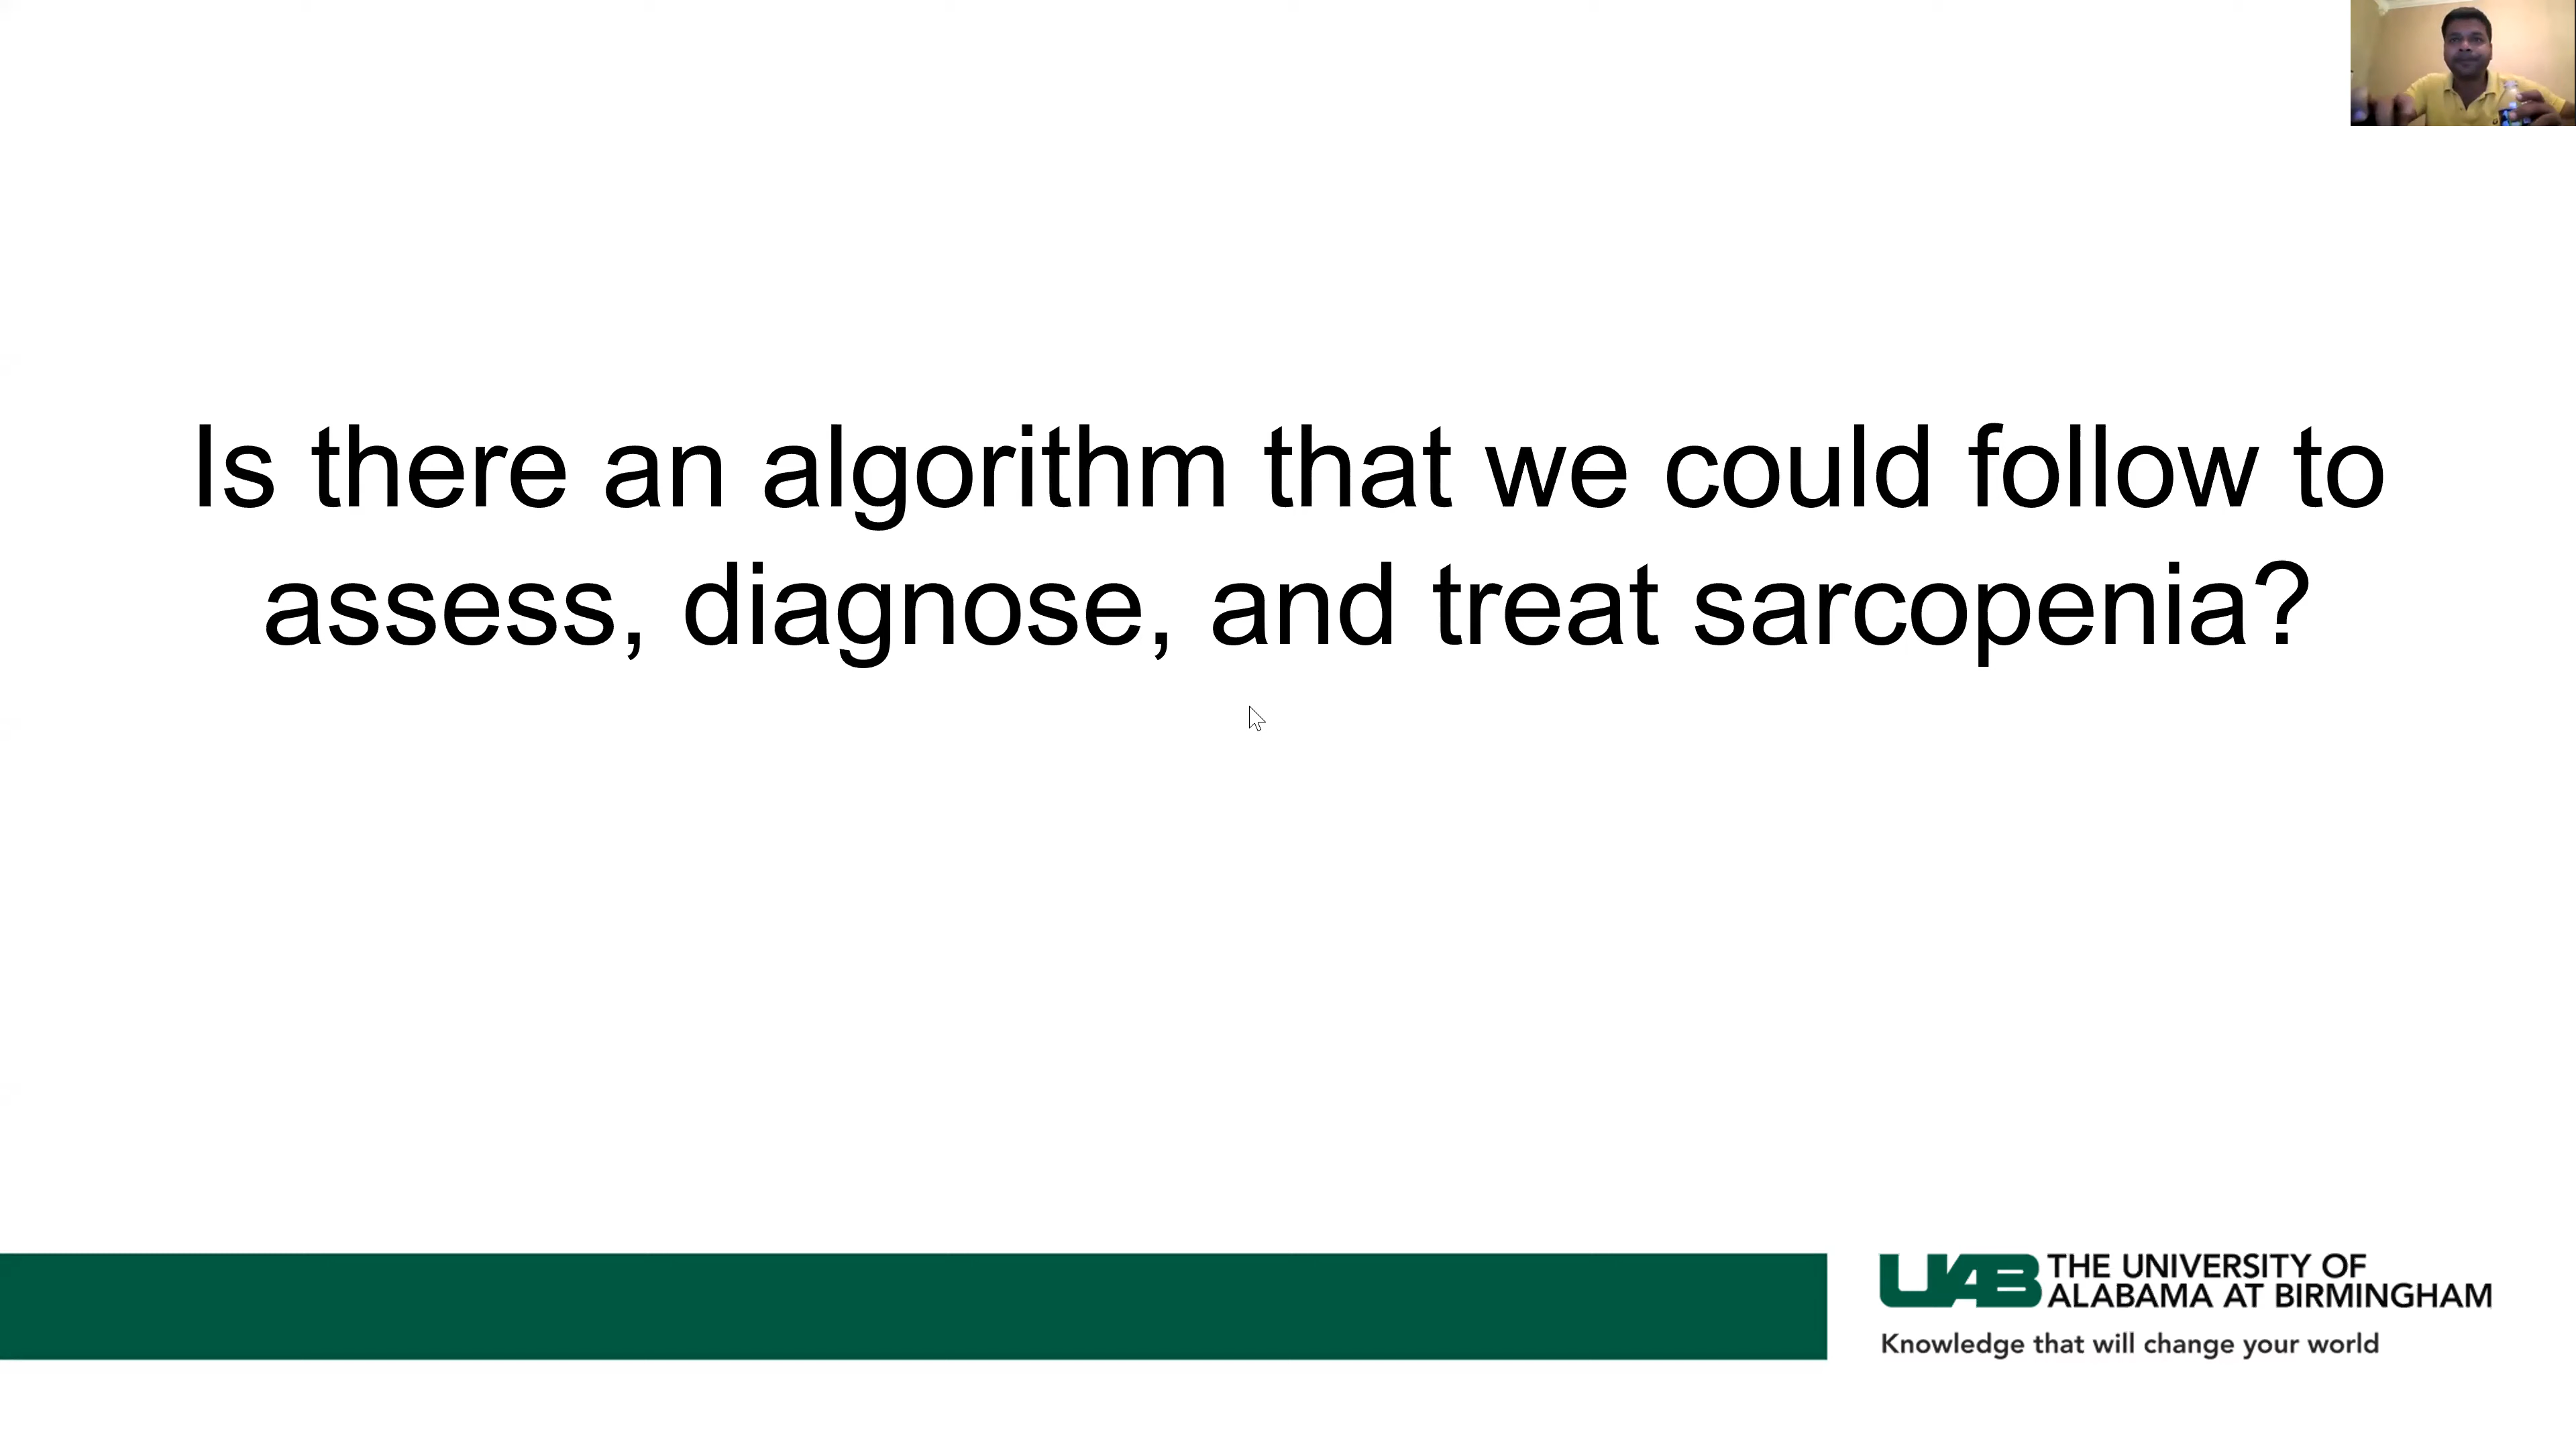 Is there an algorithm that we could follow to
assess, diagnose, and treat sarcopenia?
UAB THE UNIVERSITY OF
ALABAMA AT BIRMINGHAM
Knowledge that will change your world